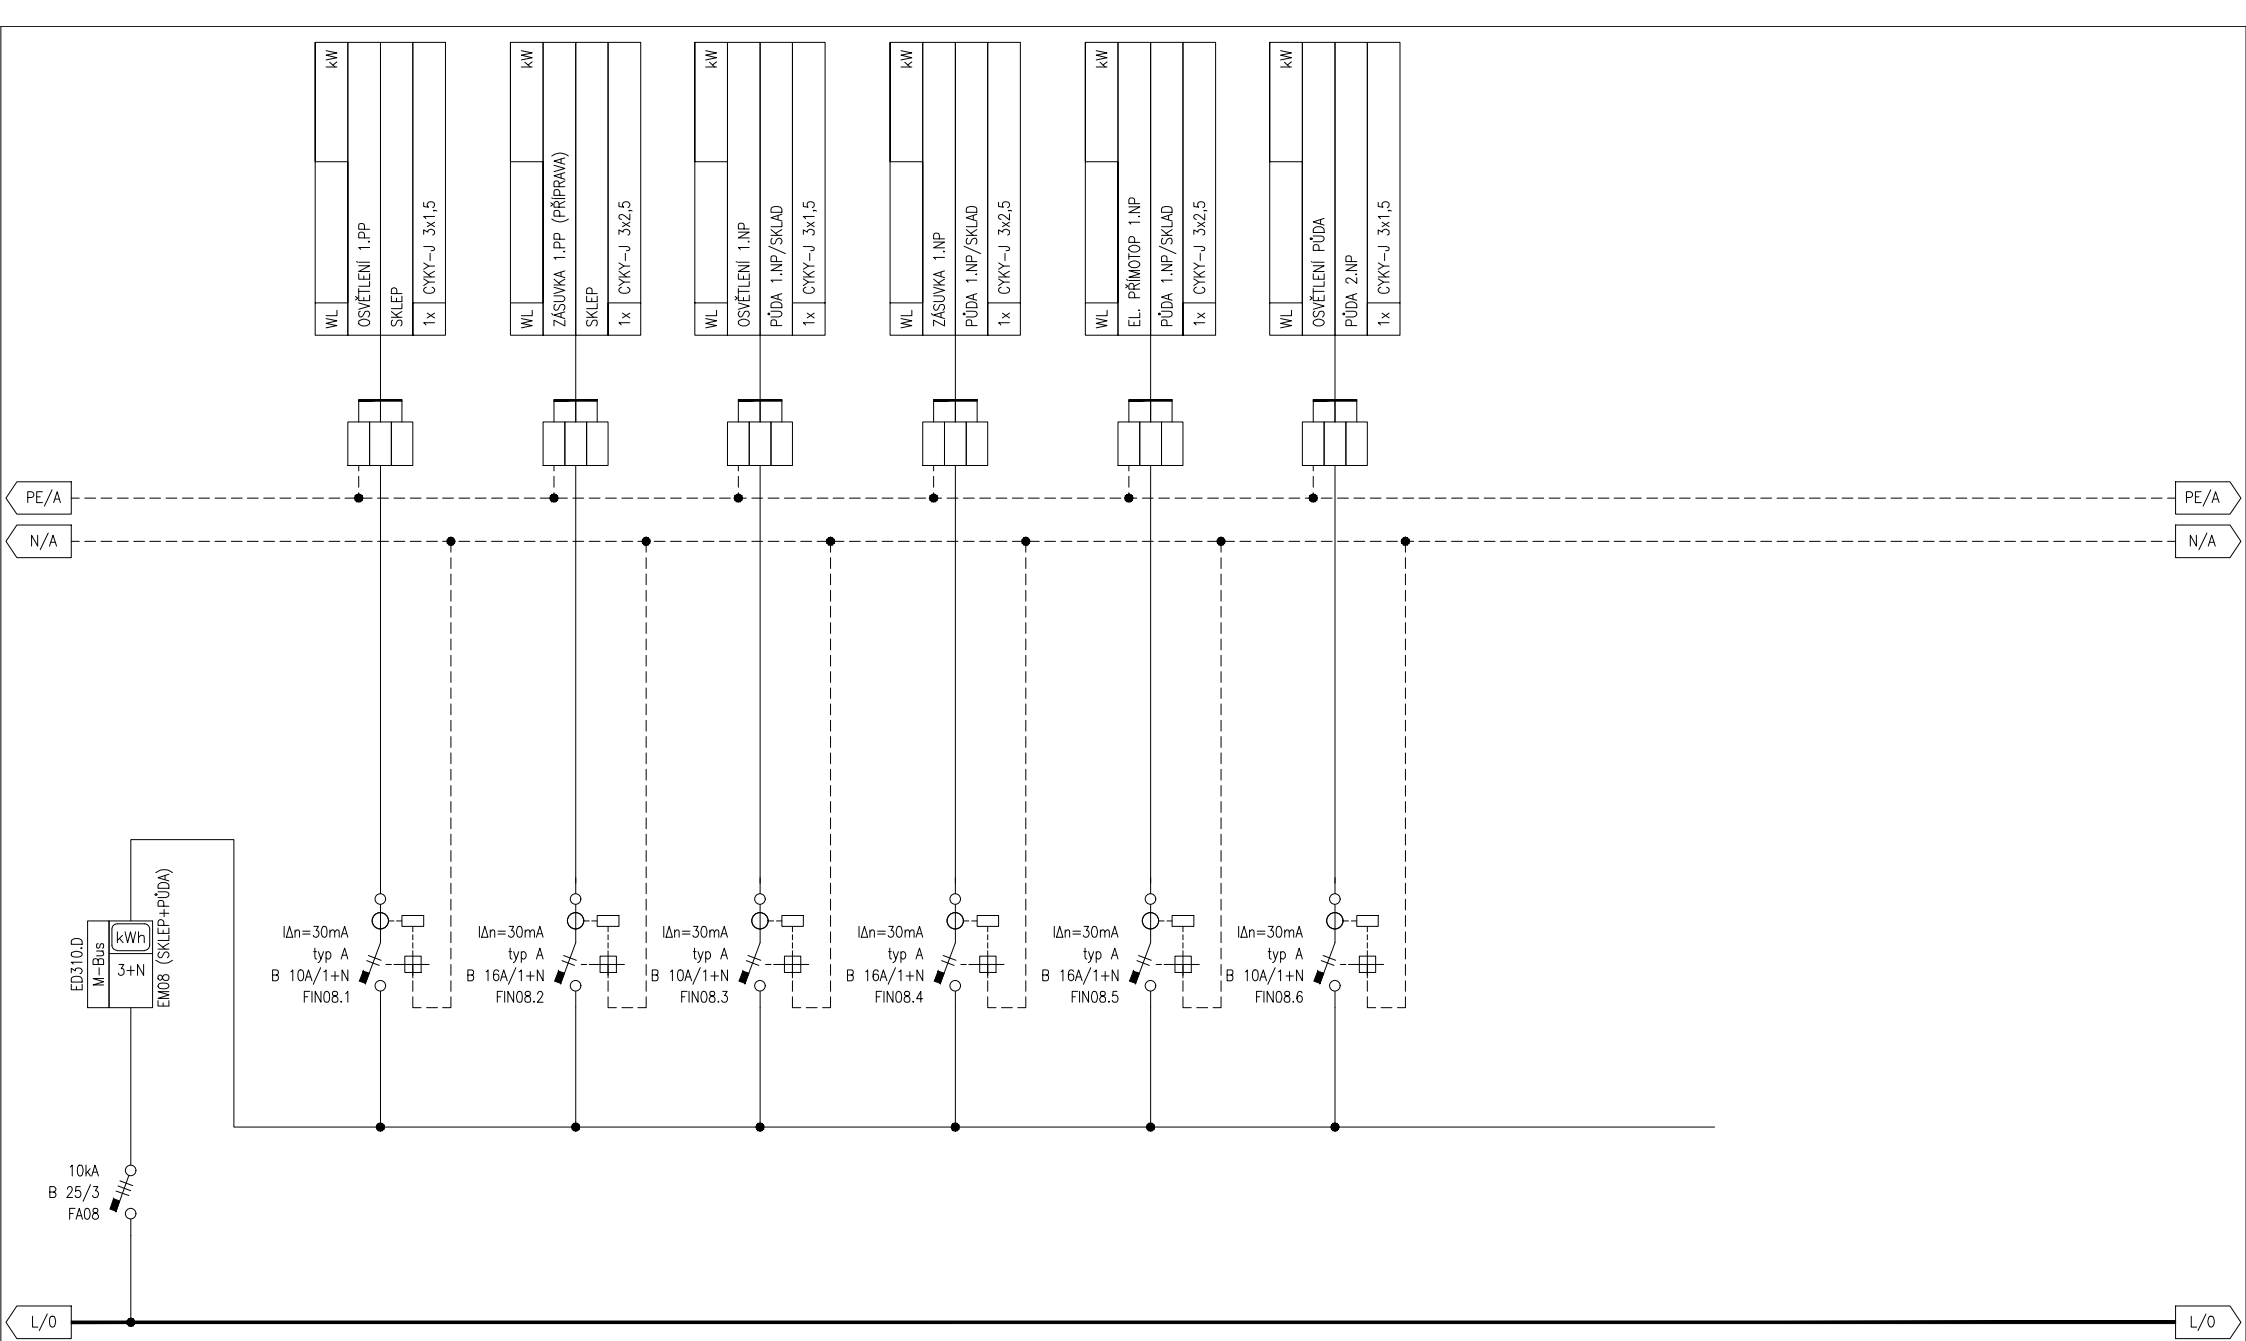 kW
WL
OSVĚTLENÍ 1.PP
SKLEP
1x CYKY-J 3x1,5
kW
WL
ZÁSUVKA 1.PP (PŘÍPRAVA)
SKLEP
1x CYKY-J 3x2,5
kW
WL
OSVĚTLENÍ 1.NP
PŮDA 1.NP/SKLAD
1x CYKY-J 3x1,5
kW
WL
ZÁSUVKA 1.NP
PŮDA 1.NP/SKLAD
1x CYKY-J 3x2,5
kW
WL
EL. PŘÍMOTOP 1.NP
PŮDA 1.NP/SKLAD
1x CYKY-J 3x2,5
kW
WL
OSVĚTLENÍ PŮDA
PŮDA 2.NP
1x CYKY-J 3x1,5
PE/A
PE/A
N/A
N/A
ED310.D
M-Bus
kWh
3+N
EM08 (SKLEP+PŮDA)
IΔn=30mA
typ A
B 10A/1+N
FIN08.1
IΔn=30mA
typ A
B 16A/1+N
FIN08.2
IΔn=30mA
typ A
B 10A/1+N
FIN08.3
IΔn=30mA
typ A
B 16A/1+N
FIN08.4
IΔn=30mA
typ A
B 16A/1+N
FIN08.5
IΔn=30mA
typ A
B 10A/1+N
FIN08.6
10kA
B 25/3
FA08
L/0
L/0